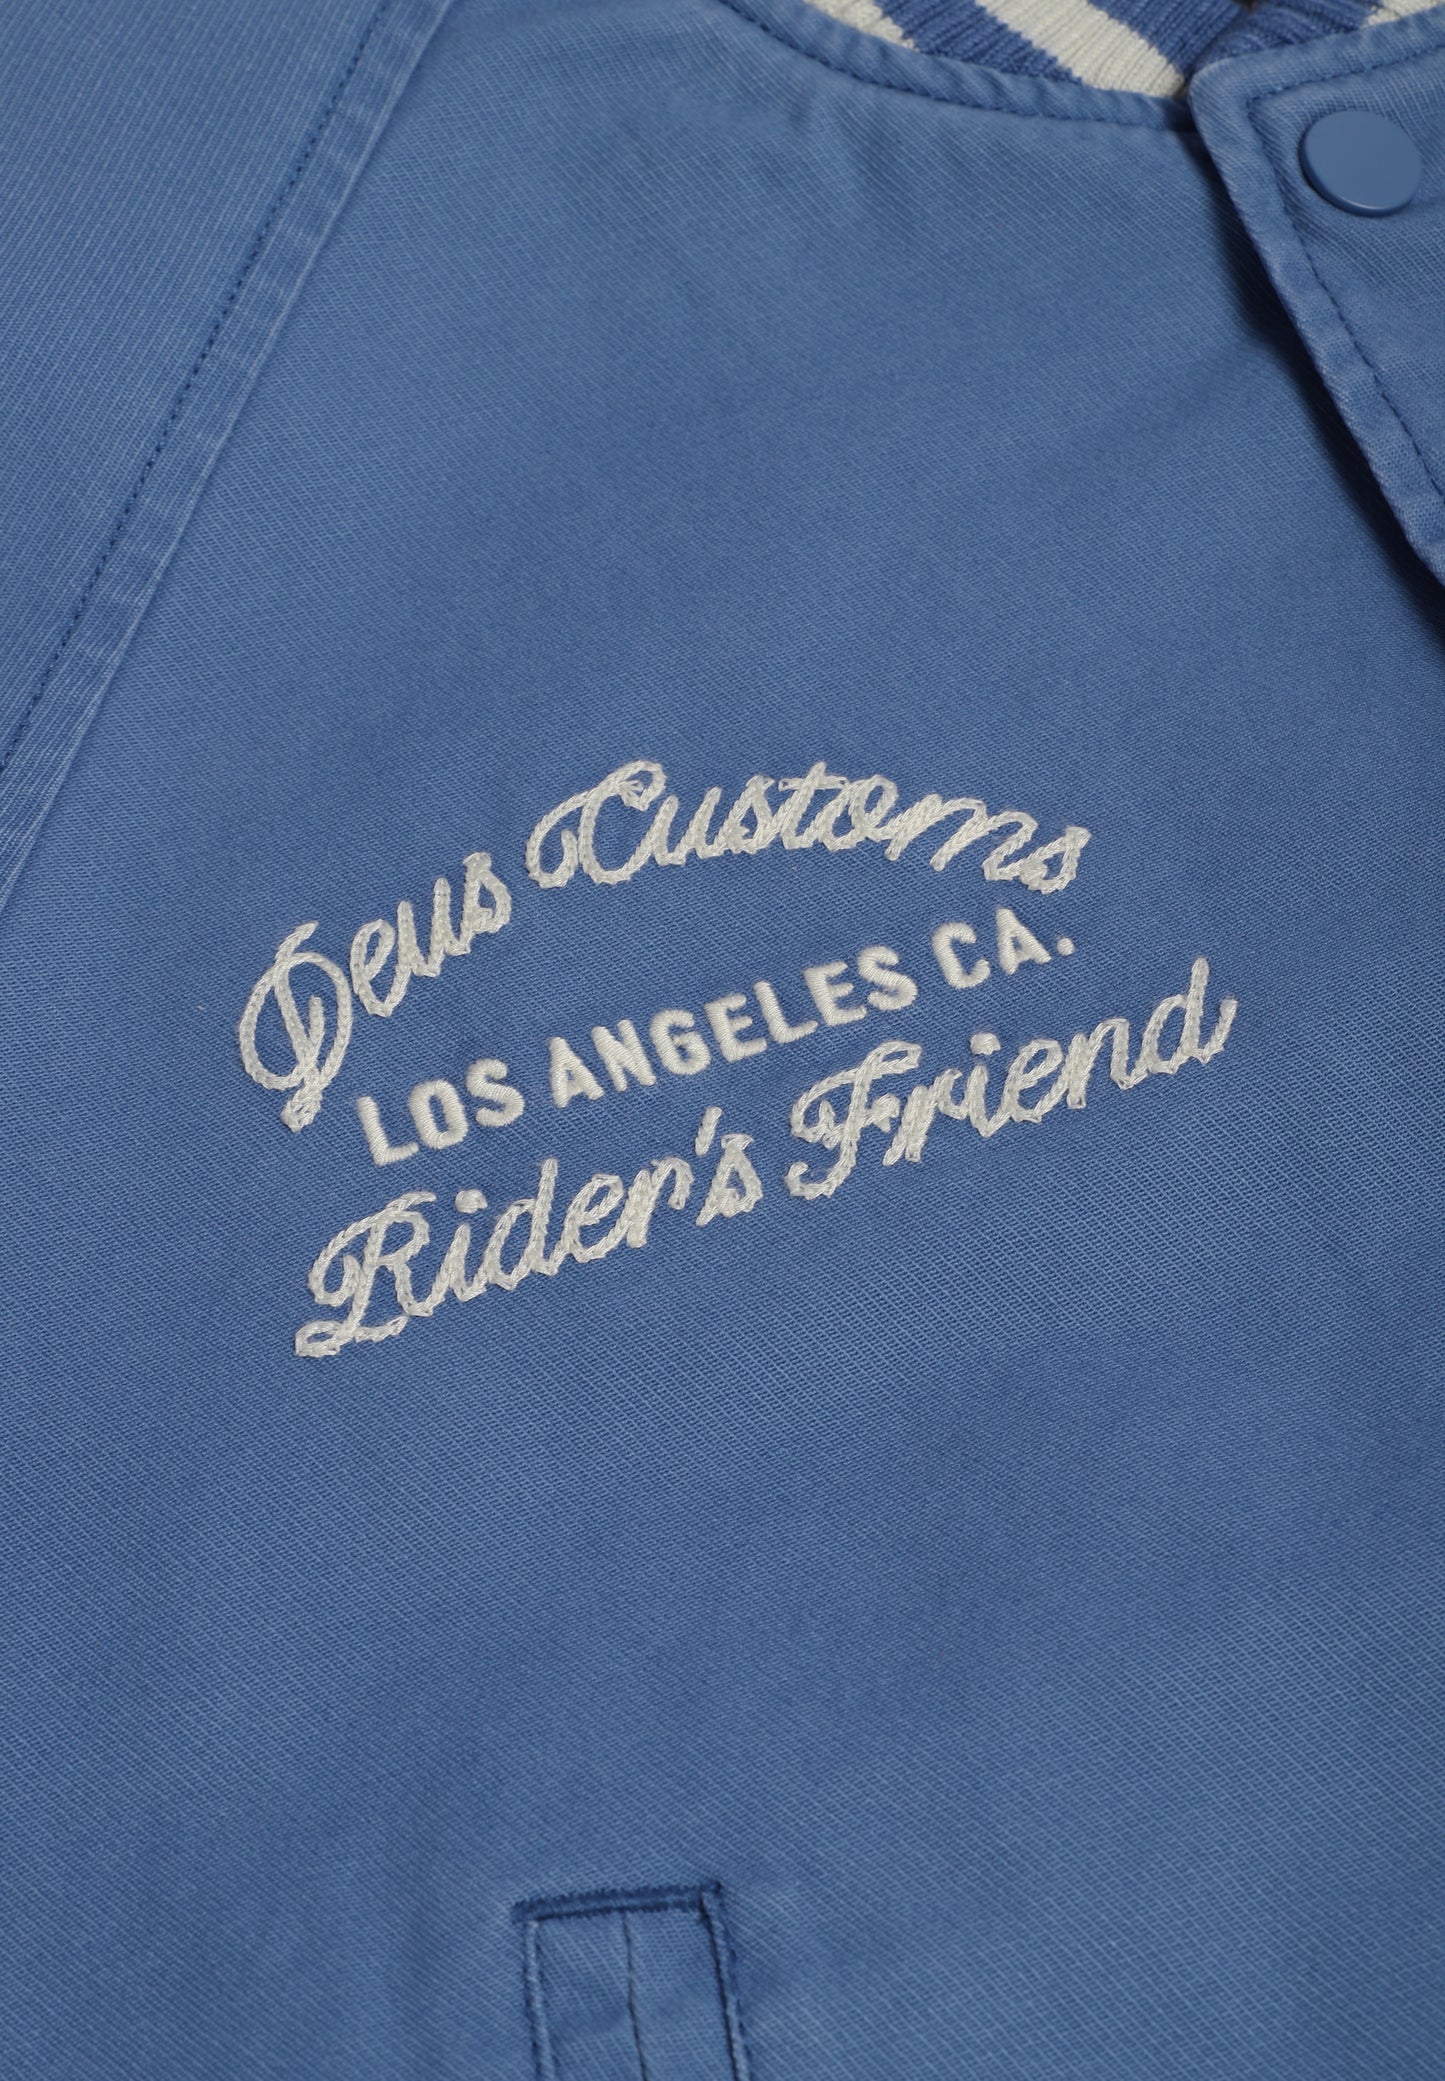 Deus Customs
LOS ANGELES CA.
Rider's Friend